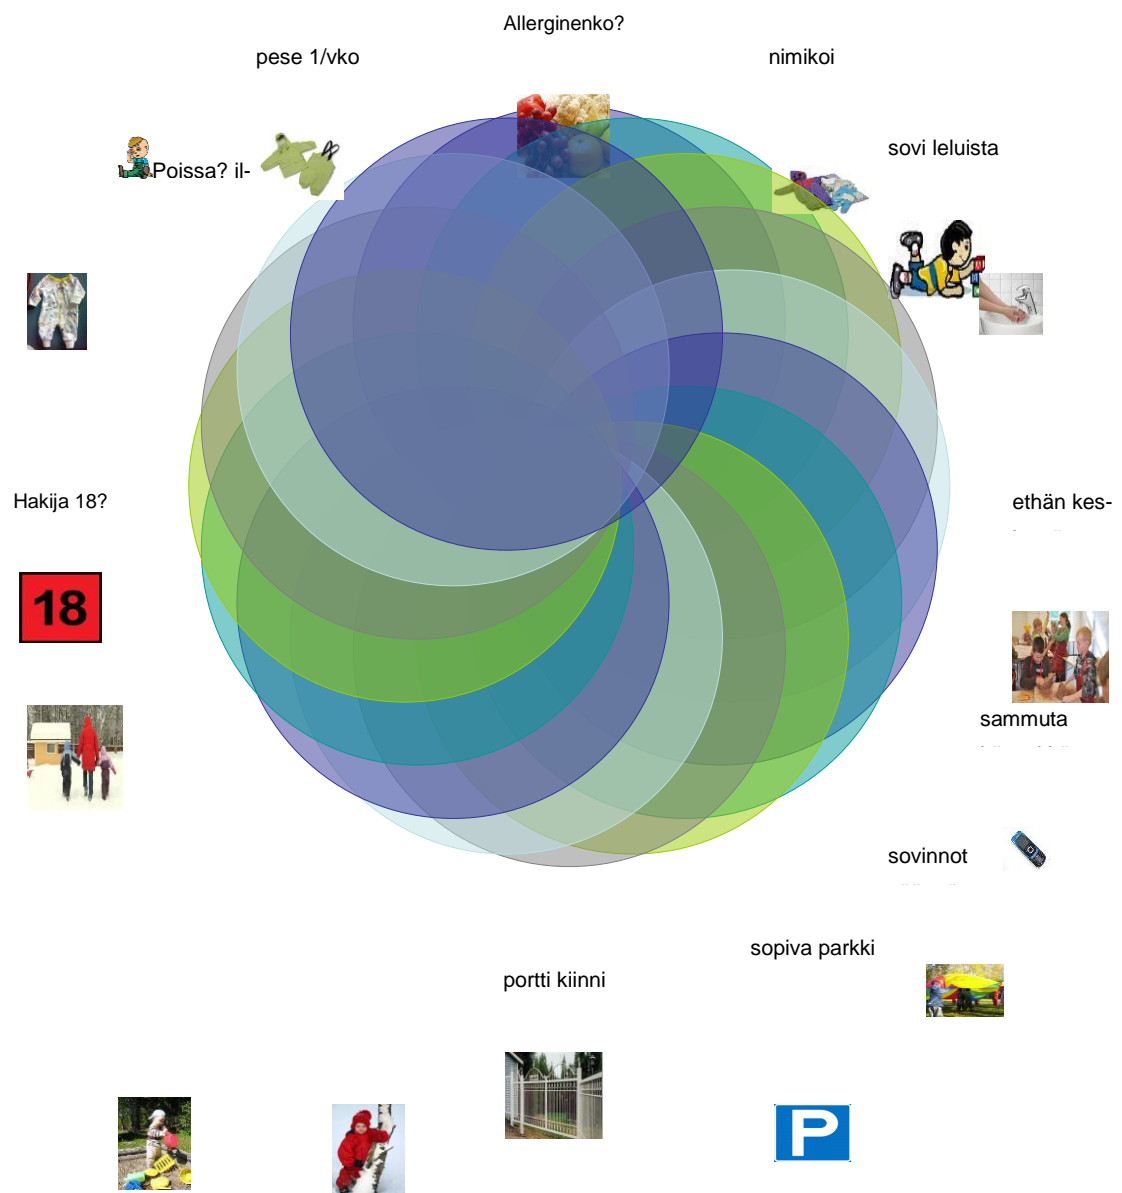 Allerginenko?
pese 1/vko
nimikoi
sovi leluista
Poissa? il-
Hakija 18?
ethän kes-
18
sammuta
sovinnot
sopiva parkki
portti kiinni
P